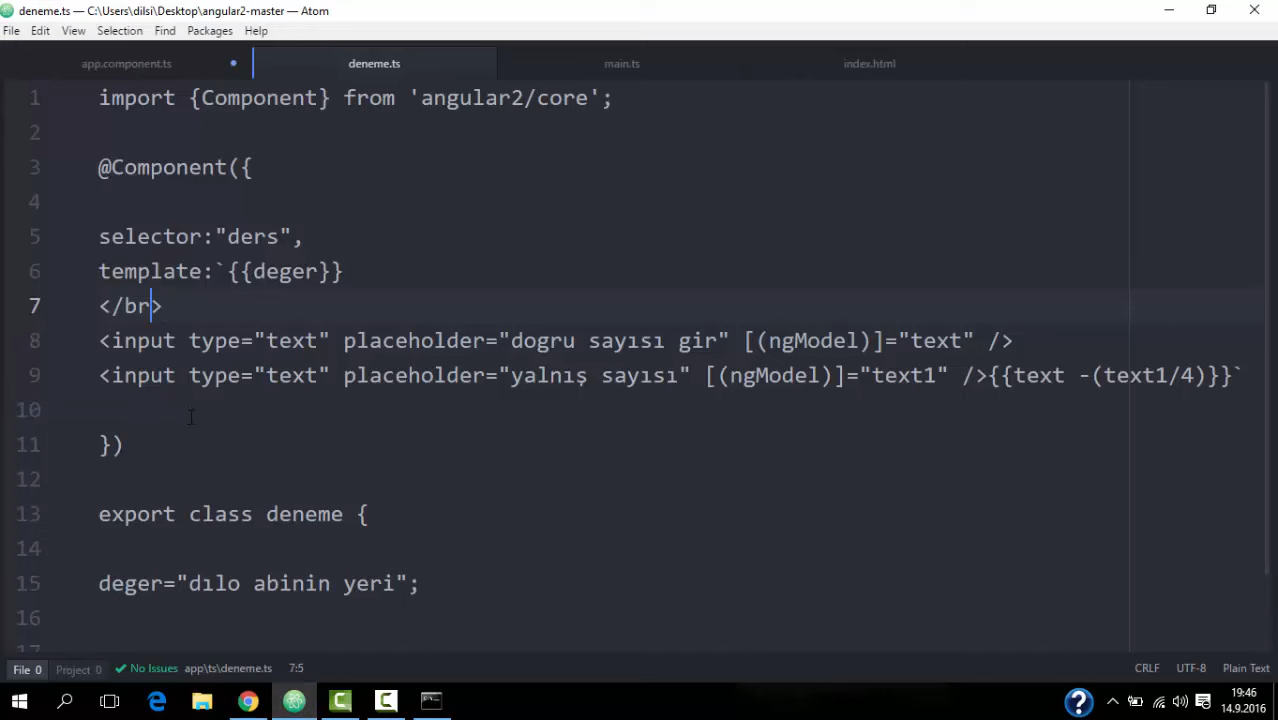 deneme.ts — C:\Users\dilsi\Desktop\angular2-master — Atom
File Edit View Selection Find Packages Help
app.component.ts deneme.ts main.ts index.html
1 import {Component} from 'angular2/core';
2
3 @Component({
4
5 selector:"ders",
6 template:`{{deger}}
7 </br>
8 <input type="text" placeholder="dogru sayısı gir" [(ngModel)]="text" />
9 <input type="text" placeholder="yalnış sayısı" [(ngModel)]="text1" />{{text -(text1/4)}}`
10
11 })
12
13 export class deneme {
14
15 deger="dılo abinin yeri";
16
17
File 0 Project 0 No Issues app\ts\deneme.ts 7:5 CRLF UTF-8 Plain Text
19:46
14.9.2016